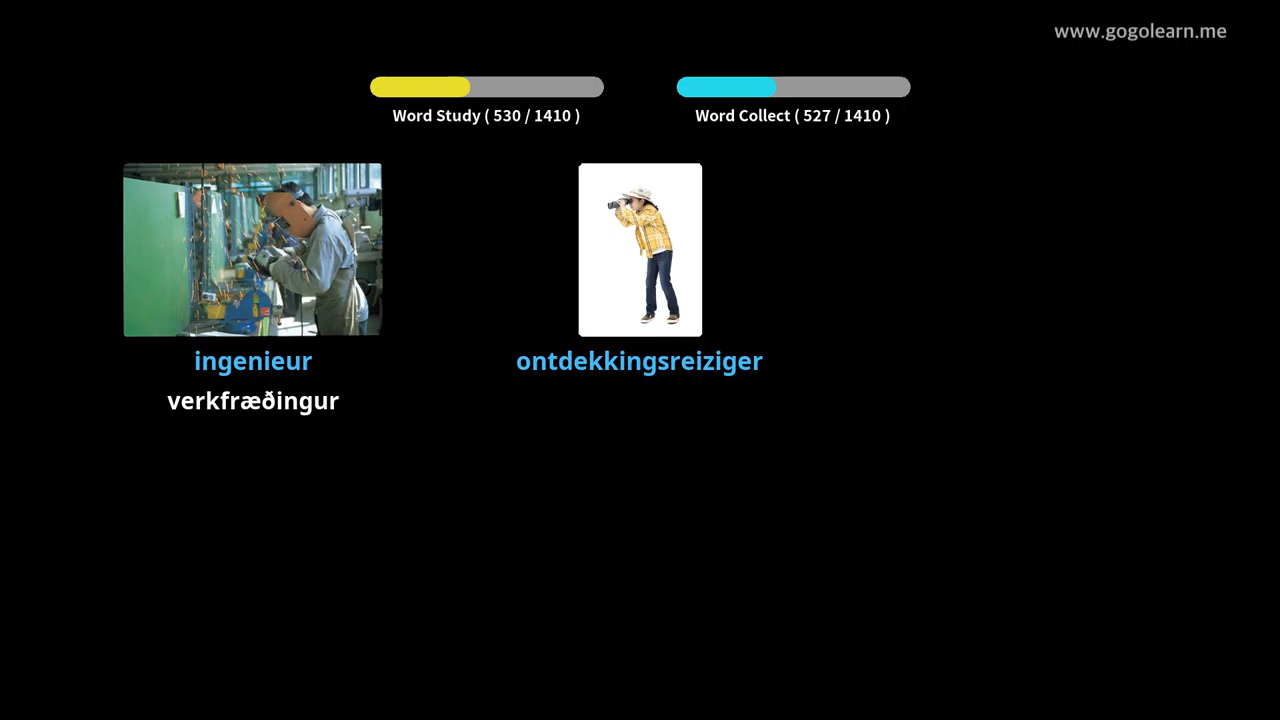 www.gogolearn.me
Word Study ( 530 / 1410 )
Word Collect ( 527 / 1410 )
ingenieur
verkfræðingur
ontdekkingsreiziger